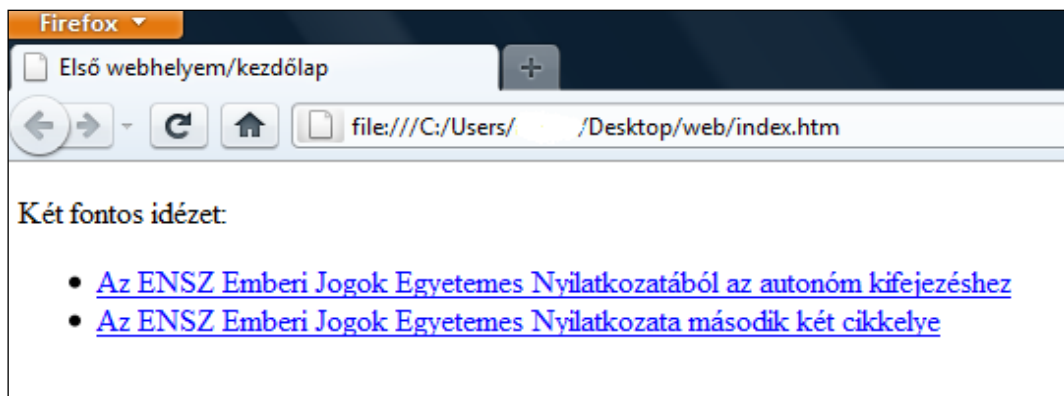 Firefox
Első webhelyem/kezdőlap
file:///C:/Users/ /Desktop/web/index.htm
Két fontos idézet:
Az ENSZ Emberi Jogok Egyetemes Nyilatkozatából az autonóm kifejezéshez
Az ENSZ Emberi Jogok Egyetemes Nyilatkozata második két cikkelye